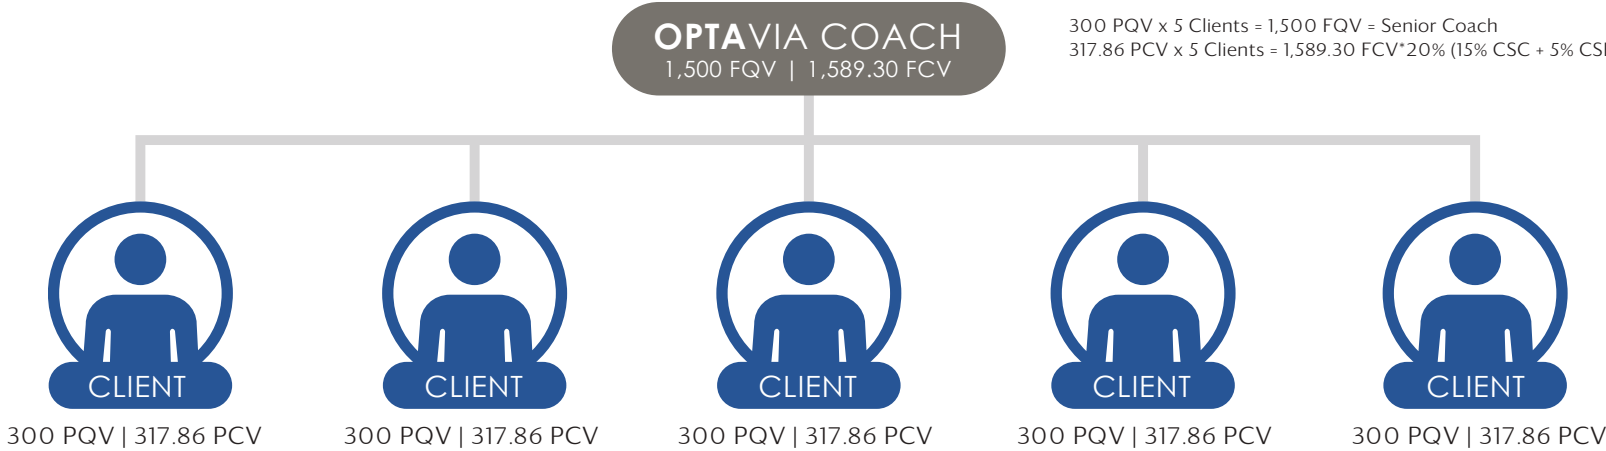 OPTAVIA COACH
1,500 FQV | 1,589.30 FCV
300 PQV x 5 Clients = 1,500 FQV = Senior Coach
317.86 PCV x 5 Clients = 1,589.30 FCV*20% (15% CSC + 5%
CLIENT
CLIENT
CLIENT
CLIENT
CLIENT
300 PQV | 317.86 PCV
300 PQV | 317.86 PCV
300 PQV | 317.86 PCV
300 PQV | 317.86 PCV
300 PQV | 317.86 PCV